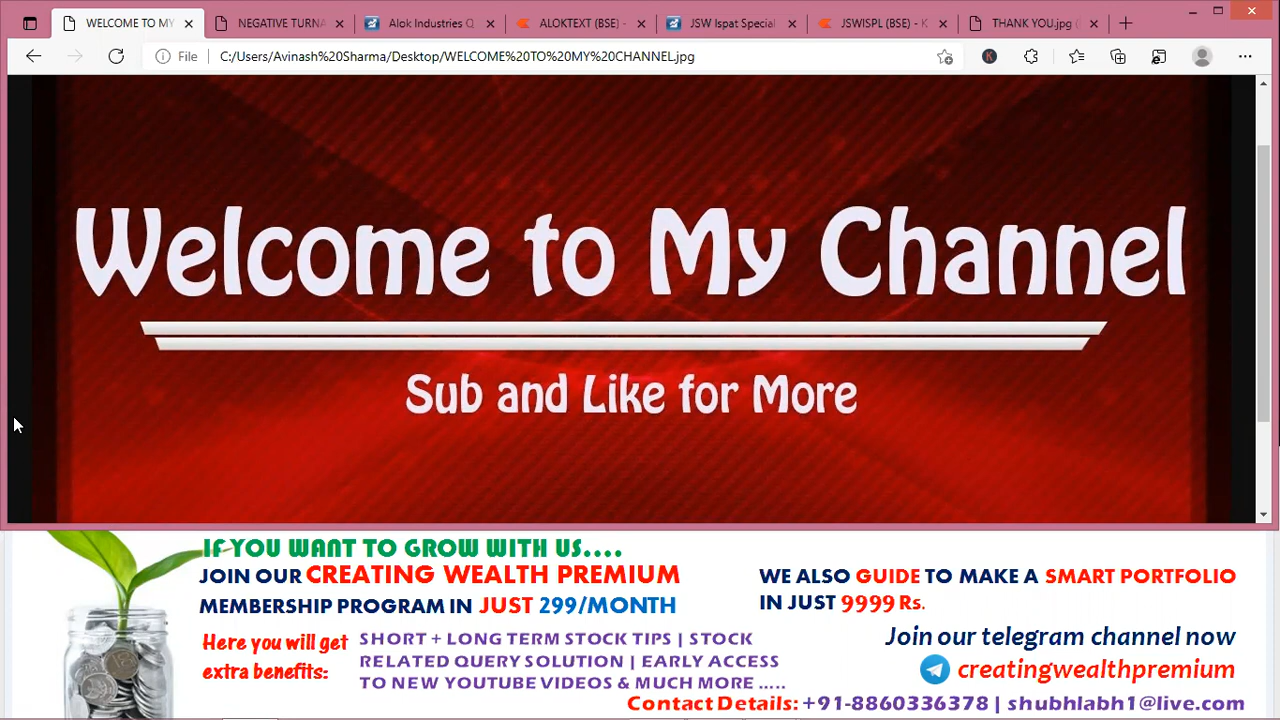 WELCOME TO MY
NEGATIVE TURNA
Alok Industries Q
ALOKTEXT (BSE) -
JSW Ispat Special
JSWISPL (BSE) - K
THANK YOU.jpg (
File
C:/Users/Avinash%20Sharma/Desktop/WELCOME%20TO%20MY%20CHANNEL.jpg
K
Welcome to My Channel
Sub and Like for More
IF YOU WANT TO GROW WITH US....
JOIN OUR CREATING WEALTH PREMIUM
MEMBERSHIP PROGRAM IN JUST 299/MONTH
WE ALSO GUIDE TO MAKE A SMART PORTFOLIO
IN JUST 9999 Rs.
Here you will get
extra benefits:
SHORT + LONG TERM STOCK TIPS | STOCK
RELATED QUERY SOLUTION | EARLY ACCESS
TO NEW YOUTUBE VIDEOS & MUCH MORE .....
Join our telegram channel now
creatingwealthpremium
Contact Details: +91-8860336378 | shubhlabh1@live.com